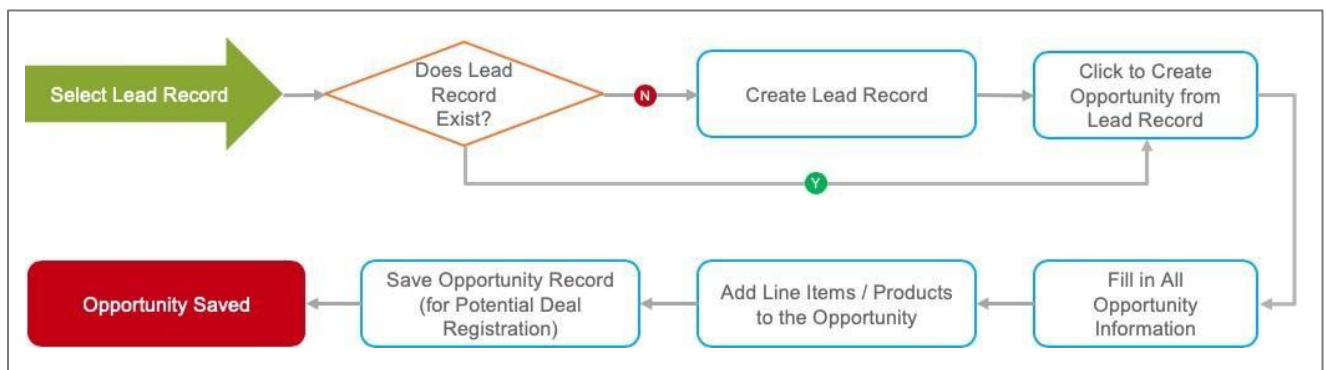 Select Lead Record
Does Lead
Record
Exist?
N
Create Lead Record
Click to Create
Opportunity from
Lead Record
Y
Opportunity Saved
Save Opportunity Record
(for Potential Deal
Registration)
Add Line Items / Products
to the Opportunity
Fill in All
Opportunity
Information